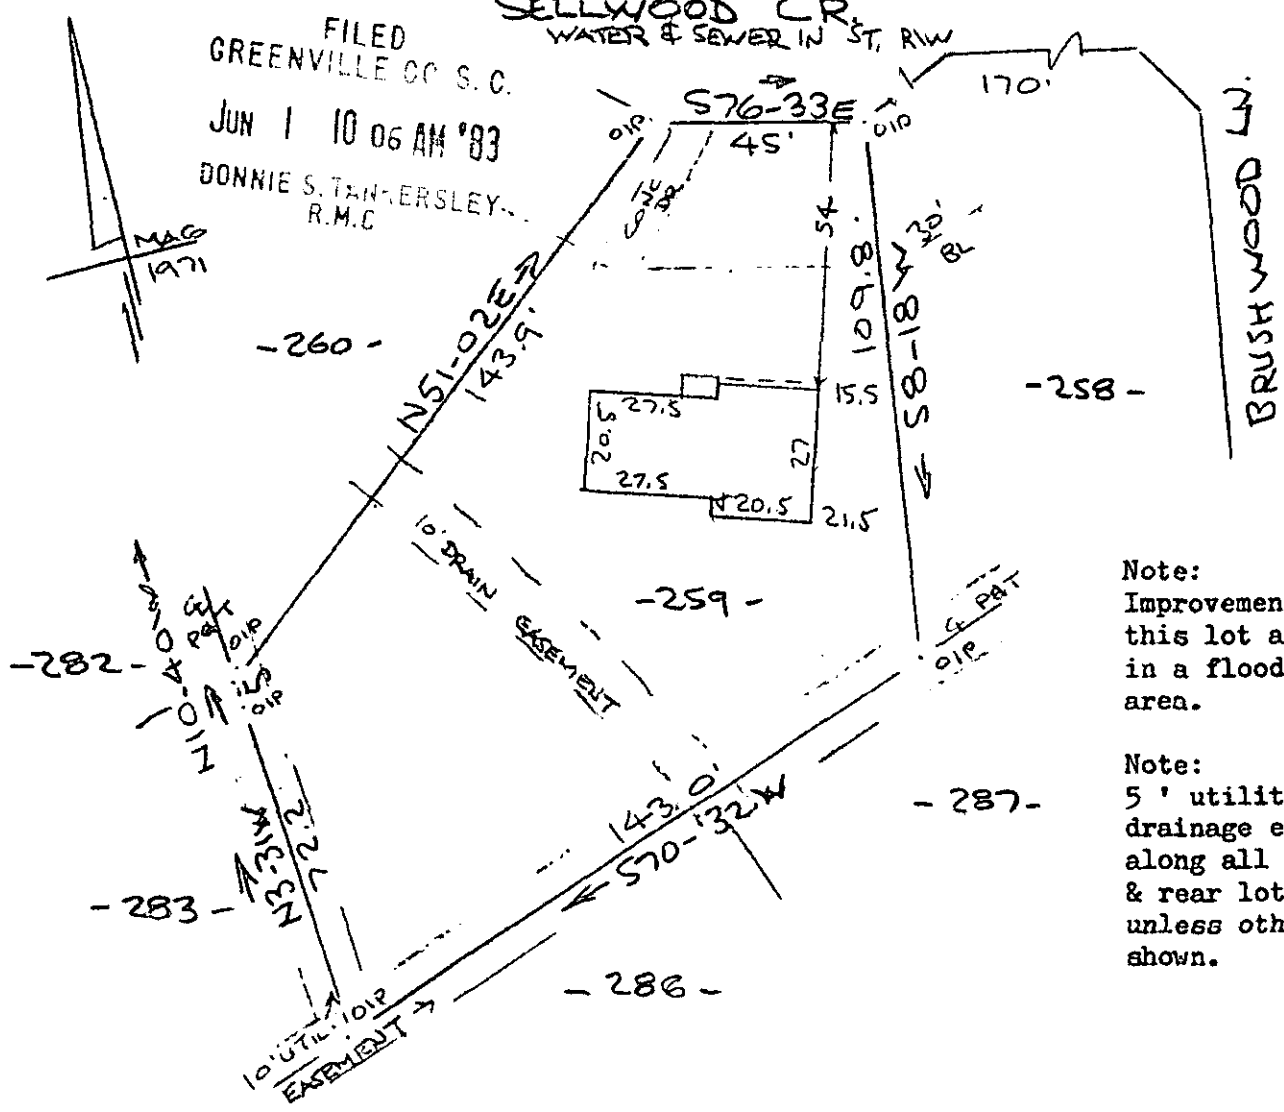 SELLWOOD CR.
WATER & SEWER IN ST. R/W
FILED
GREENVILLE CO S.C.
JUN 1 10 06 AM '83
DONNIE S. TANKERSLEY
R.M.C
MAG
1971
OIP
S76-33E
45'
OIP
170'
BRUSHWOOD
CONC
DR.
54
30'
BL
109.8'
S8-18W
N51-02E
143.9'
-260-
-258-
27.5
15.5
20.5
27
27.5
20.5
21.5
10' DRAIN EASEMENT
-259-
-282-
OIP
5'
OIP
-283-
N3-31W
72.2
143.0'
S70-32W
OIP
-287-
-286-
OIP
10' UTIL.
EASEMENT
Note:
Improvemen
this lot a
in a flood
area.
Note:
5 ' utilit
drainage e
along all
& rear lot
unless oth
shown.